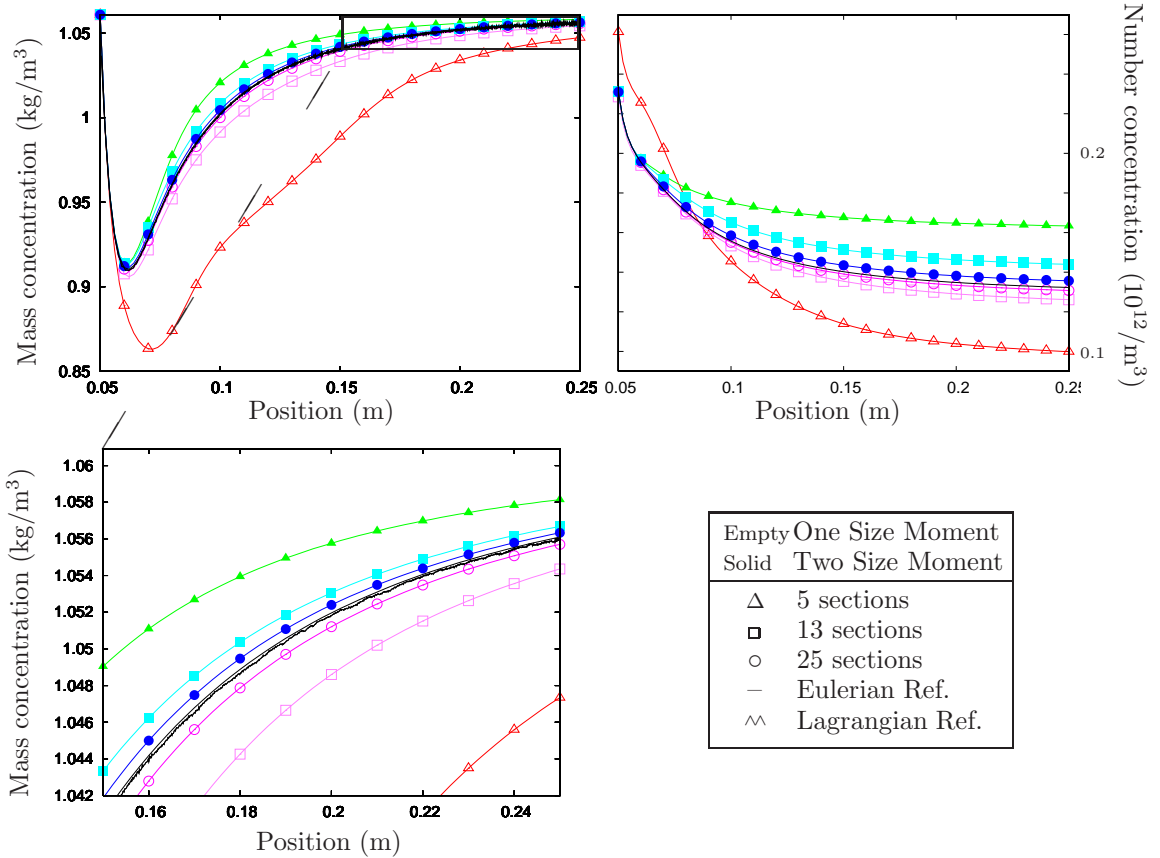 Mass concentration (kg/m³)
1.05
1
0.95
0.9
0.85
0.05
0.1
0.15
0.2
0.25
Position (m)
Number concentration (10¹²/m³)
0.2
0.1
0.05
0.1
0.15
0.2
0.25
Position (m)
Mass concentration (kg/m³)
1.06
1.058
1.056
1.054
1.052
1.05
1.048
1.046
1.044
1.042
0.16
0.18
0.2
0.22
0.24
Position (m)
Empty One Size Moment
Solid Two Size Moment
5 sections
13 sections
25 sections
Eulerian Ref.
Lagrangian Ref.